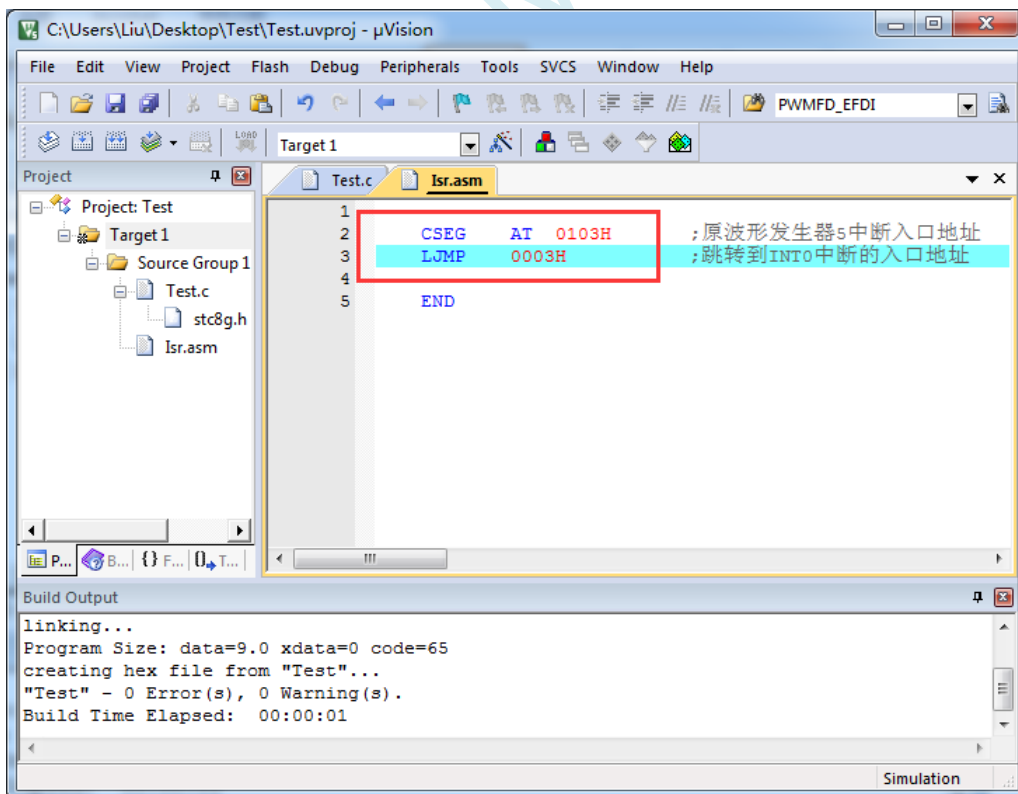 C:\Users\Liu\Desktop\Test\Test.uvproj - µVision
File Edit View Project Flash Debug Peripherals Tools SVCS Window Help
PWMFD_EFDI
LOAD Target 1
Project
Test.c Isr.asm
Project: Test
Target 1
Source Group 1
Test.c
stc8g.h
Isr.asm
1
2 CSEG AT 0103H ;原波形发生器5中断入口地址
3 LJMP 0003H ;跳转到INT0中断的入口地址
4
5 END
P... B... {} F... 0 T...
Build Output
linking...
Program Size: data=9.0 xdata=0 code=65
creating hex file from "Test"...
"Test" - 0 Error(s), 0 Warning(s).
Build Time Elapsed: 00:00:01
Simulation